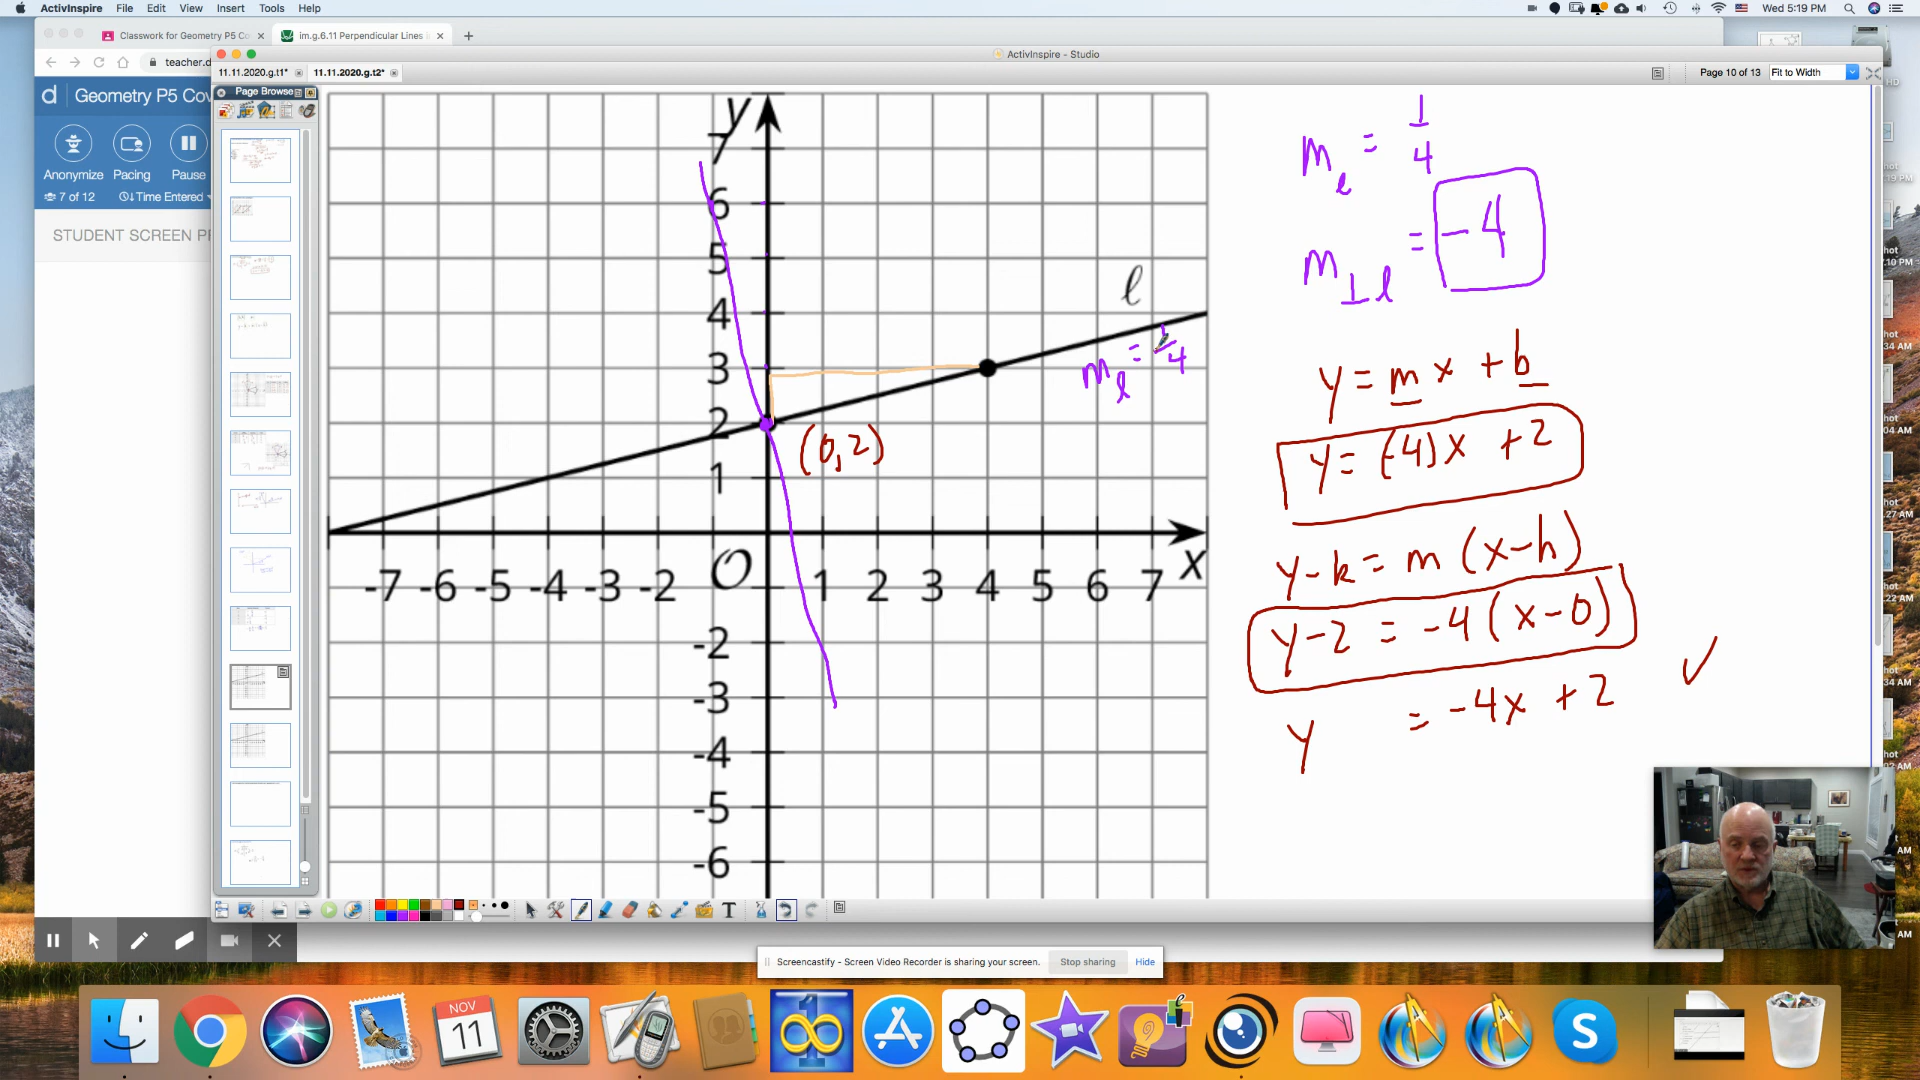 ActivInspire File Edit View Insert Tools Help Wed 5:19 PM
Classwork for Geometry P5 Co im.g.6.11 Perpendicular Lines
ActivInspire - Studio
teacher.d
11.11.2020.g.t1* 11.11.2020.g.t2* Page 10 of 13 Fit to Width
d Geometry P5 Cov
Page Browse
Anonymize Pacing Pause
7 of 12 Time Entered
STUDENT SCREEN PR
y
7
6
5
4
3
2
1
O
-7 -6 -5 -4 -3 -2 1 2 3 4 5 6 7 x
-2
-3
-4
-5
-6
ℓ
mℓ = 1/4
(0,2)
mℓ = 1/4
m⊥ℓ = -4
y = mx + b
y = (-4)x + 2
y-k = m(x-h)
y-2 = -4(x-0)
y = -4x + 2 ✓
T
Screencastify - Screen Video Recorder is sharing your screen. Stop sharing Hide
NOV
11
1
S